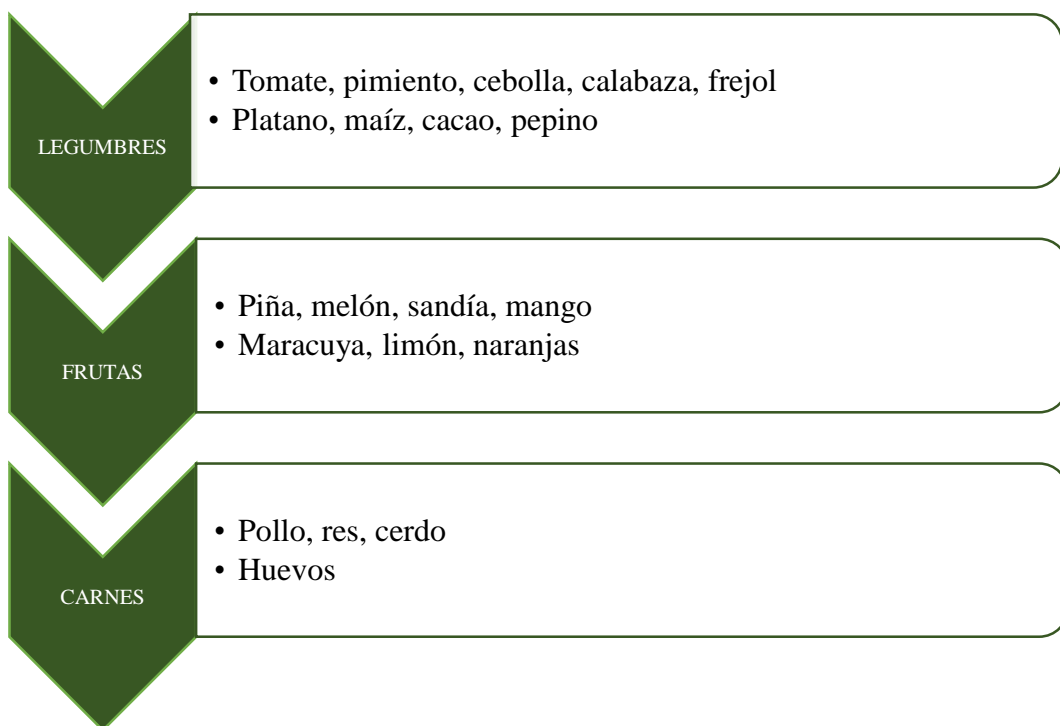 LEGUMBRES
• Tomate, pimiento, cebolla, calabaza, frejol
• Platano, maíz, cacao, pepino
FRUTAS
• Piña, melón, sandía, mango
• Maracuya, limón, naranjas
CARNES
• Pollo, res, cerdo
• Huevos